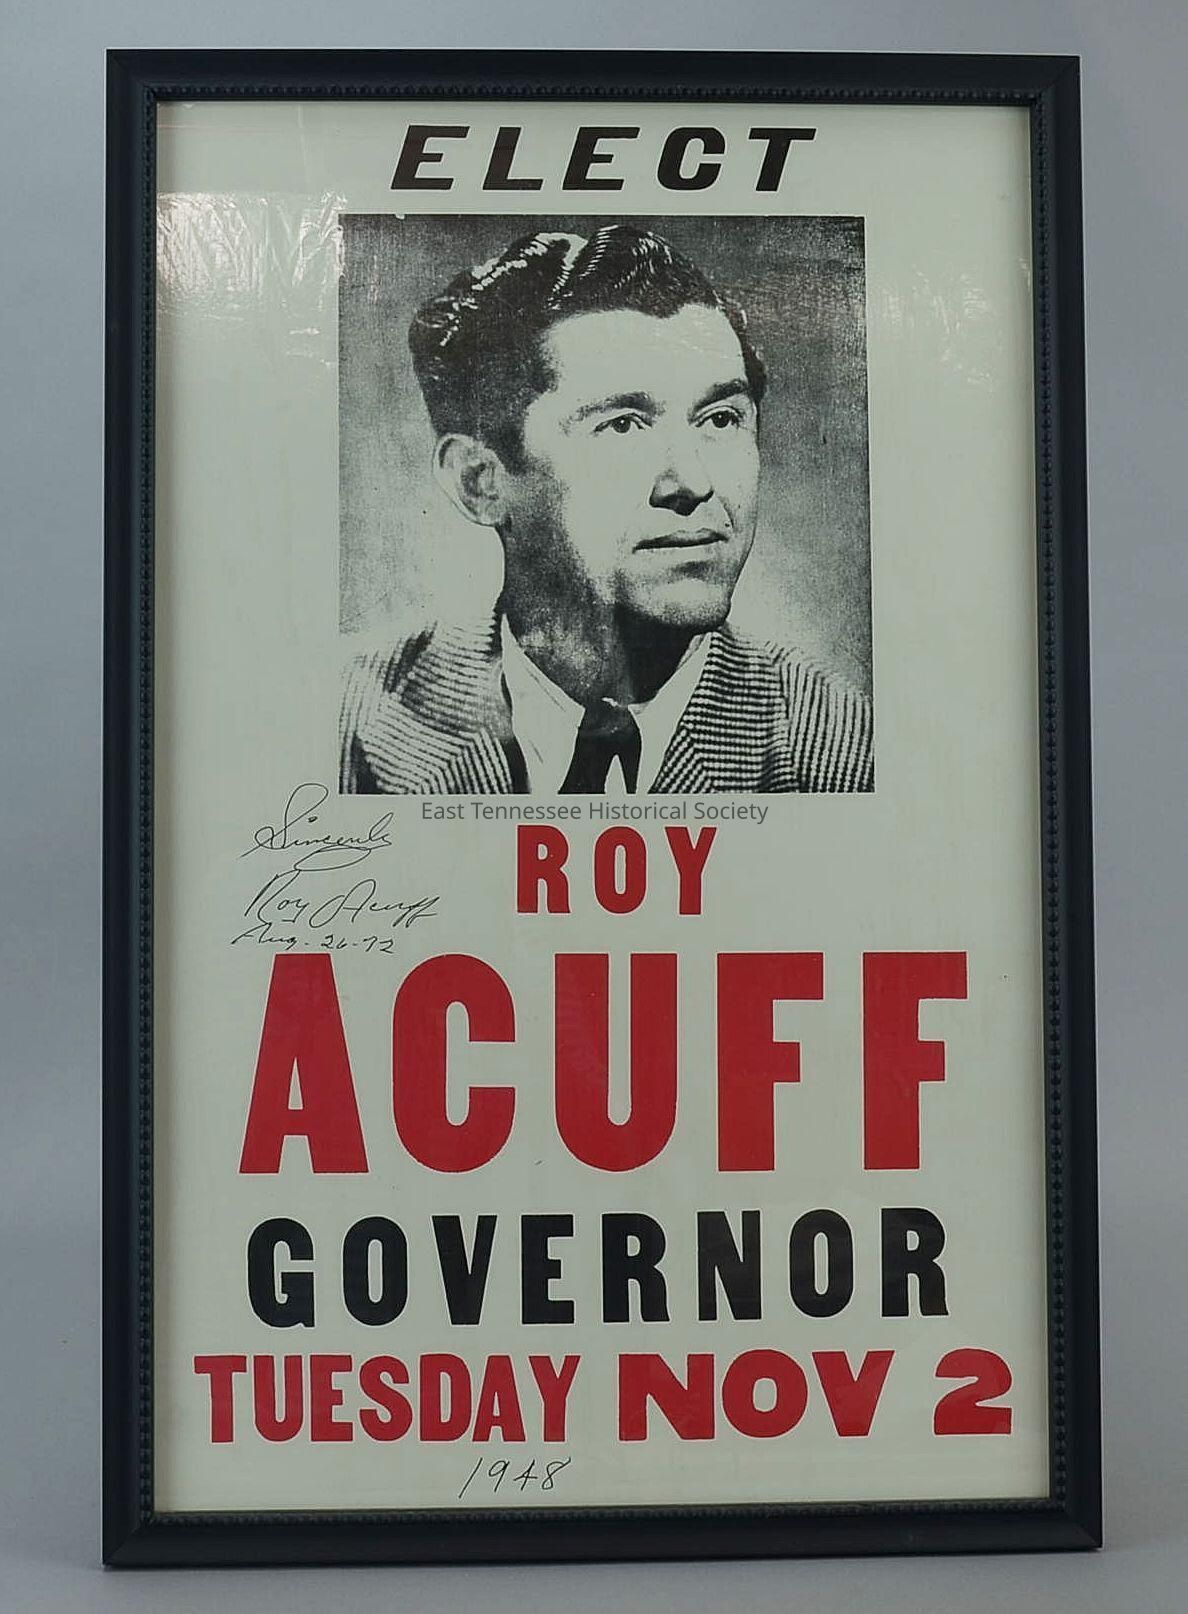 ELECT
East Tennessee Historical Society
Sincerely
ROY
Roy Acuff
Aug - 26-72
ACUFF
GOVERNOR
TUESDAY NOV 2
1948